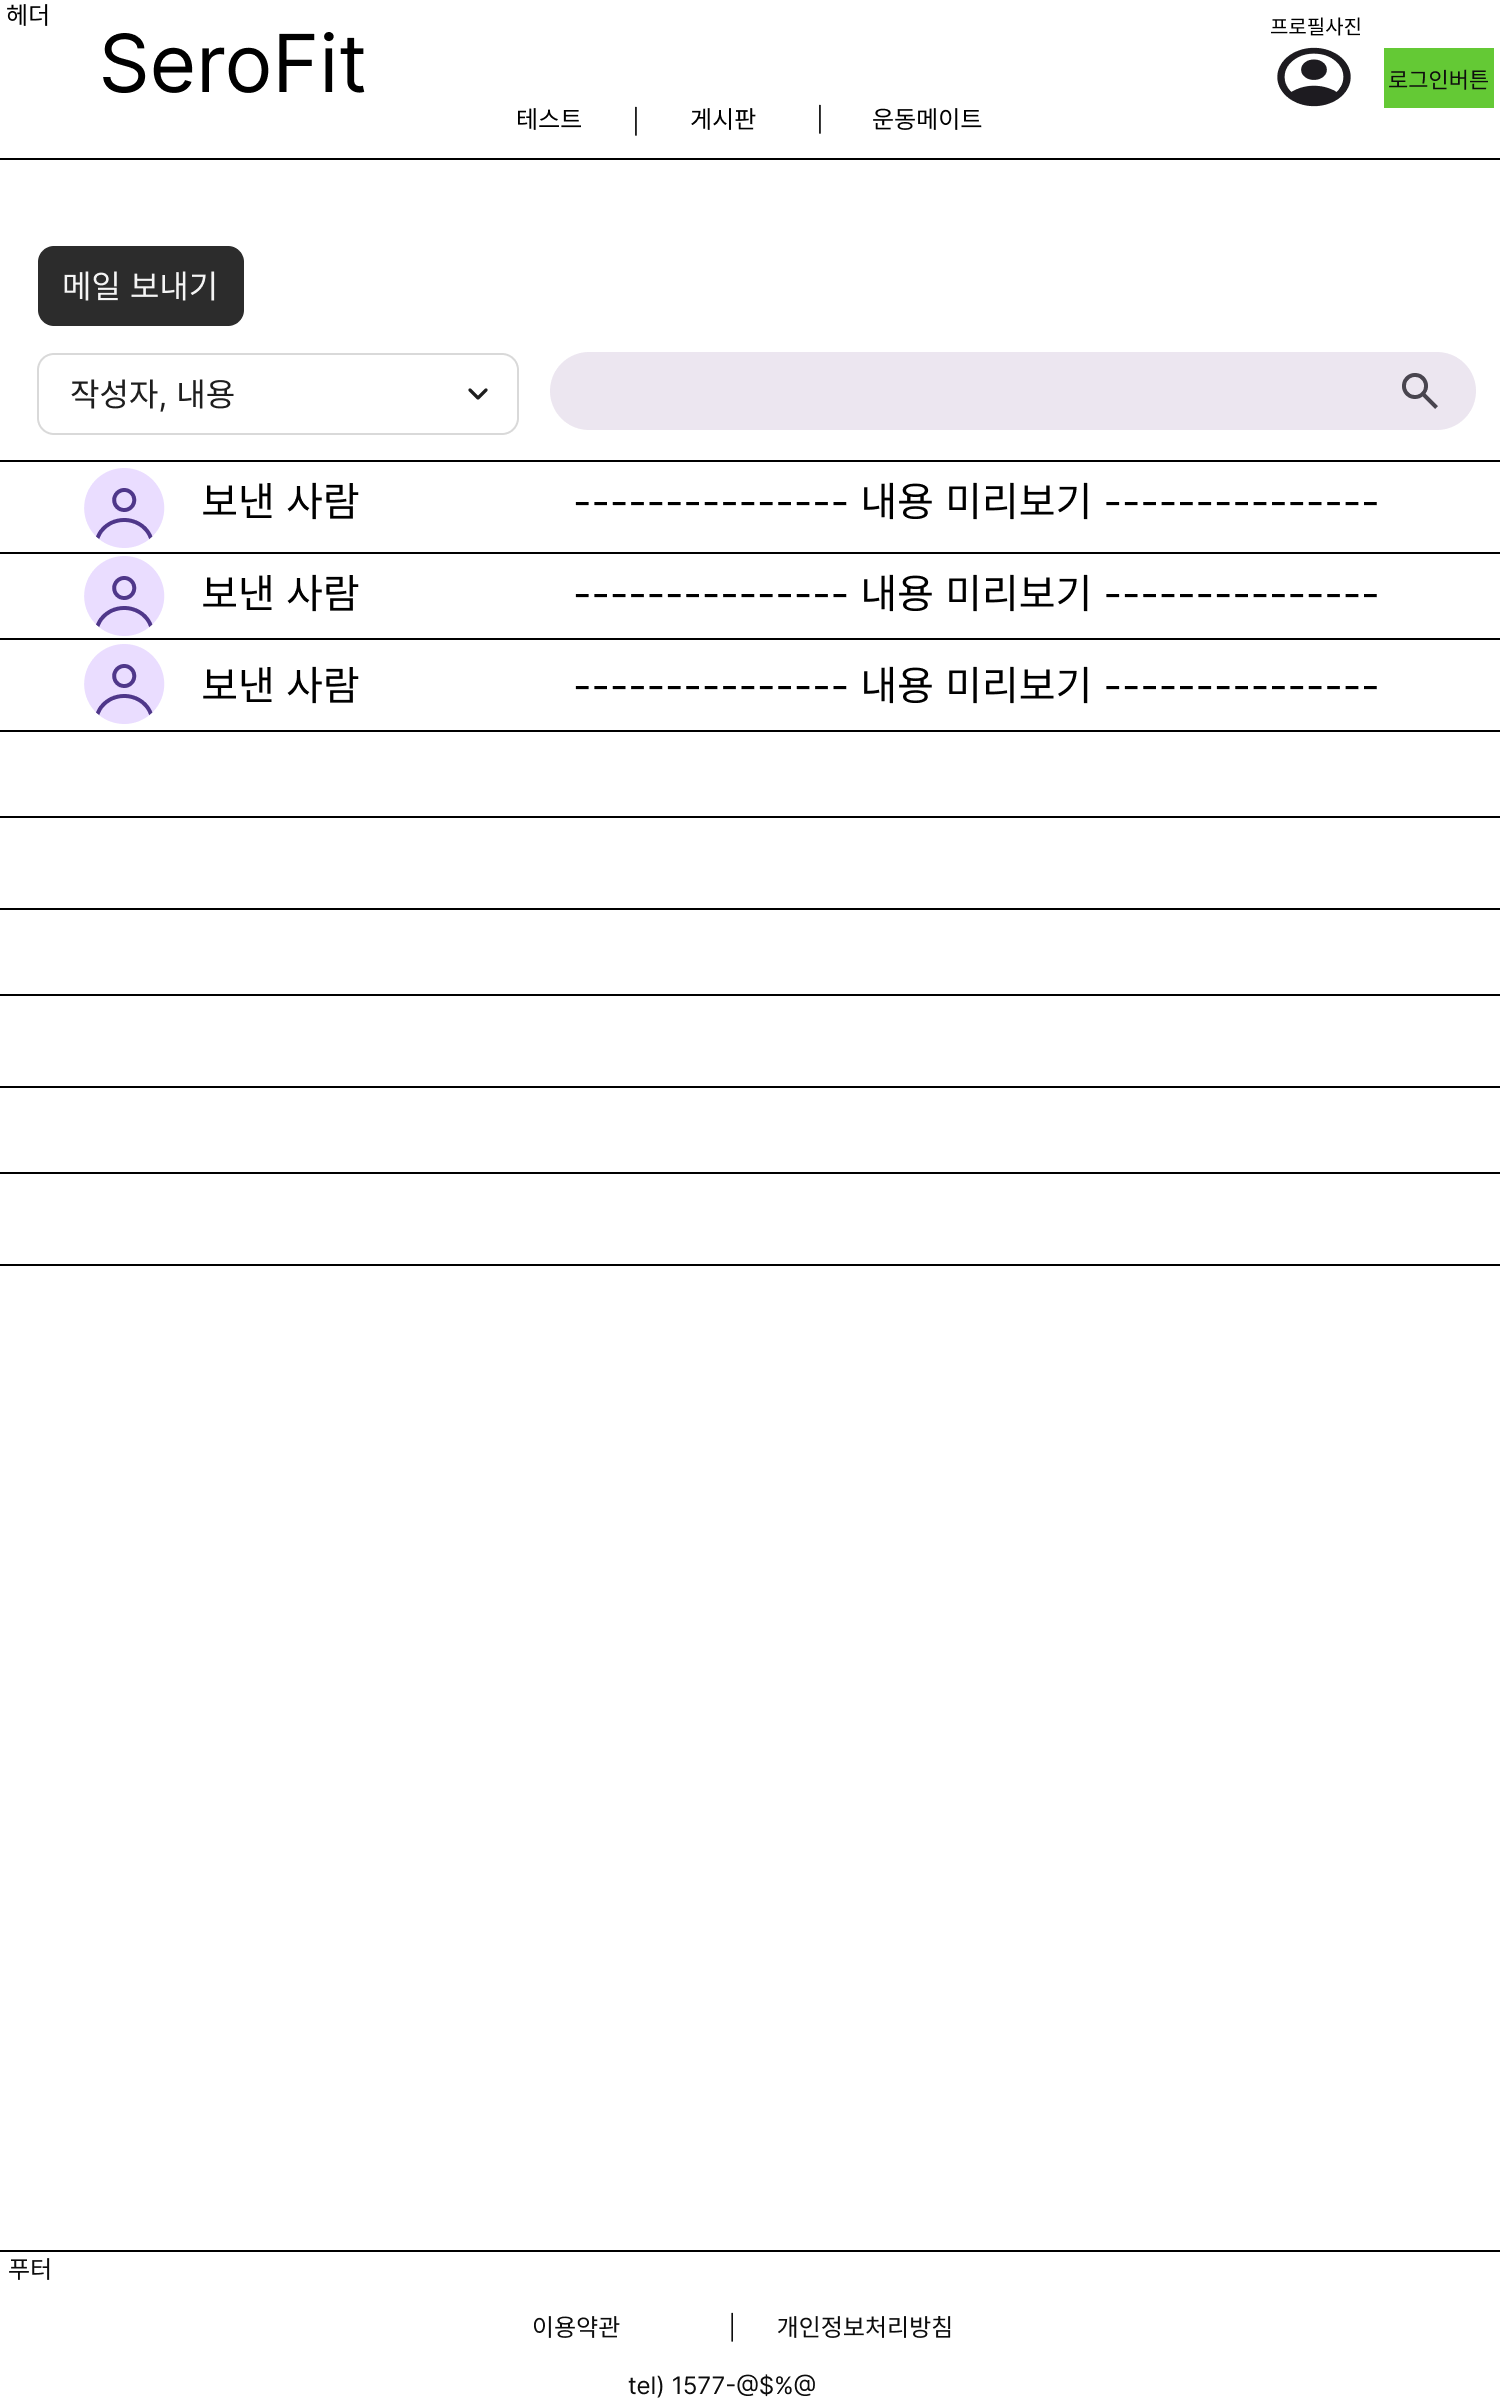 헤더
SeroFit
프로필사진
로그인버튼
테스트 | 게시판 | 운동메이트
메일 보내기
작성자, 내용
보낸 사람 --------------- 내용 미리보기 ---------------
보낸 사람 --------------- 내용 미리보기 ---------------
보낸 사람 --------------- 내용 미리보기 ---------------
푸터
이용약관 | 개인정보처리방침
tel) 1577-@$%@